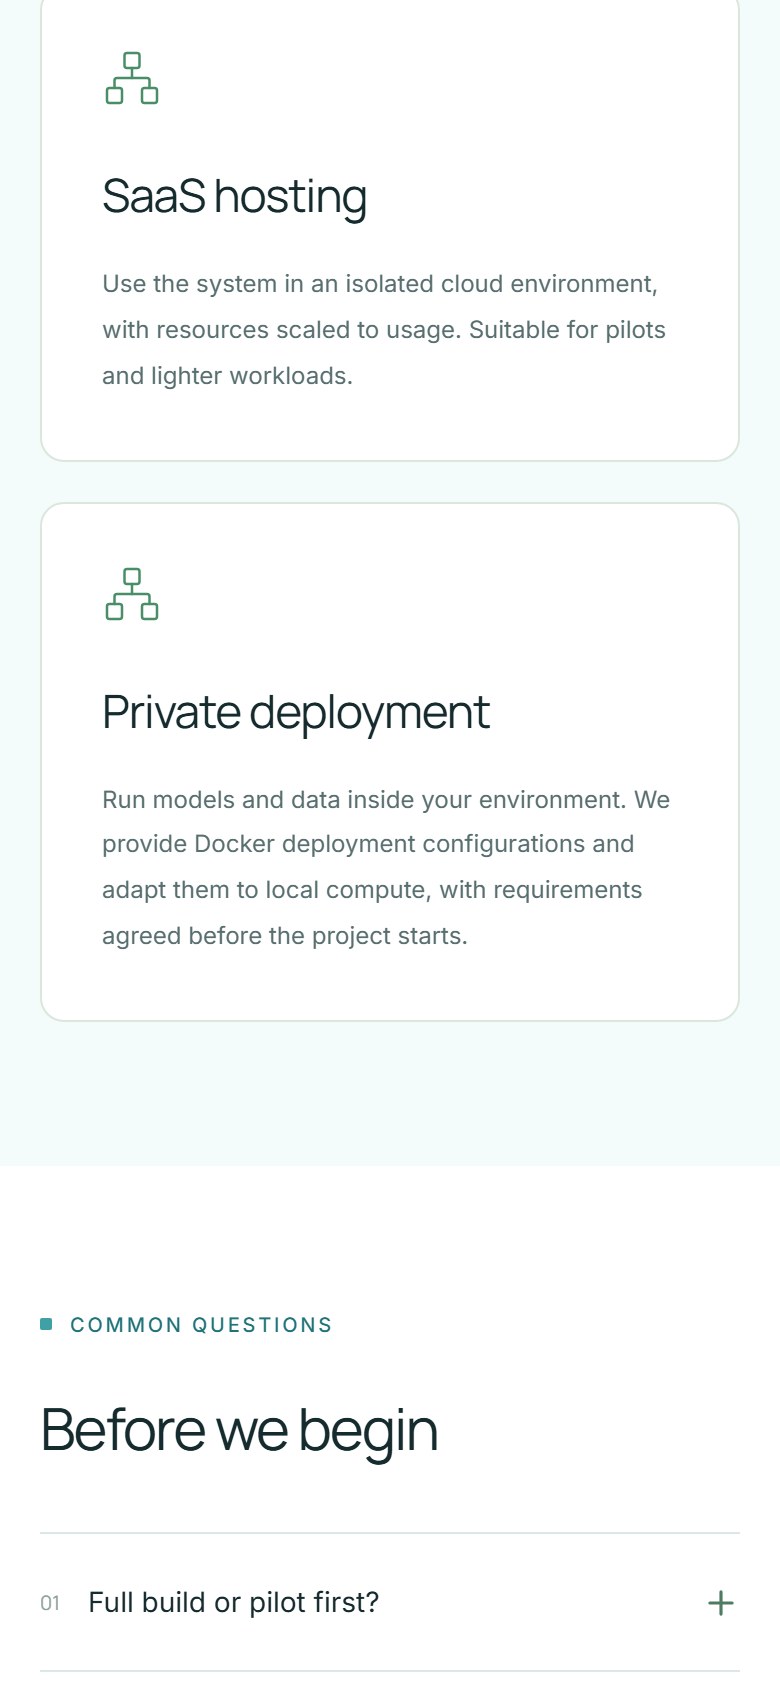 SaaS hosting
Use the system in an isolated cloud environment,
with resources scaled to usage. Suitable for pilots
and lighter workloads.
Private deployment
Run models and data inside your environment. We
provide Docker deployment configurations and
adapt them to local compute, with requirements
agreed before the project starts.
COMMON QUESTIONS
Before we begin
01 Full build or pilot first?